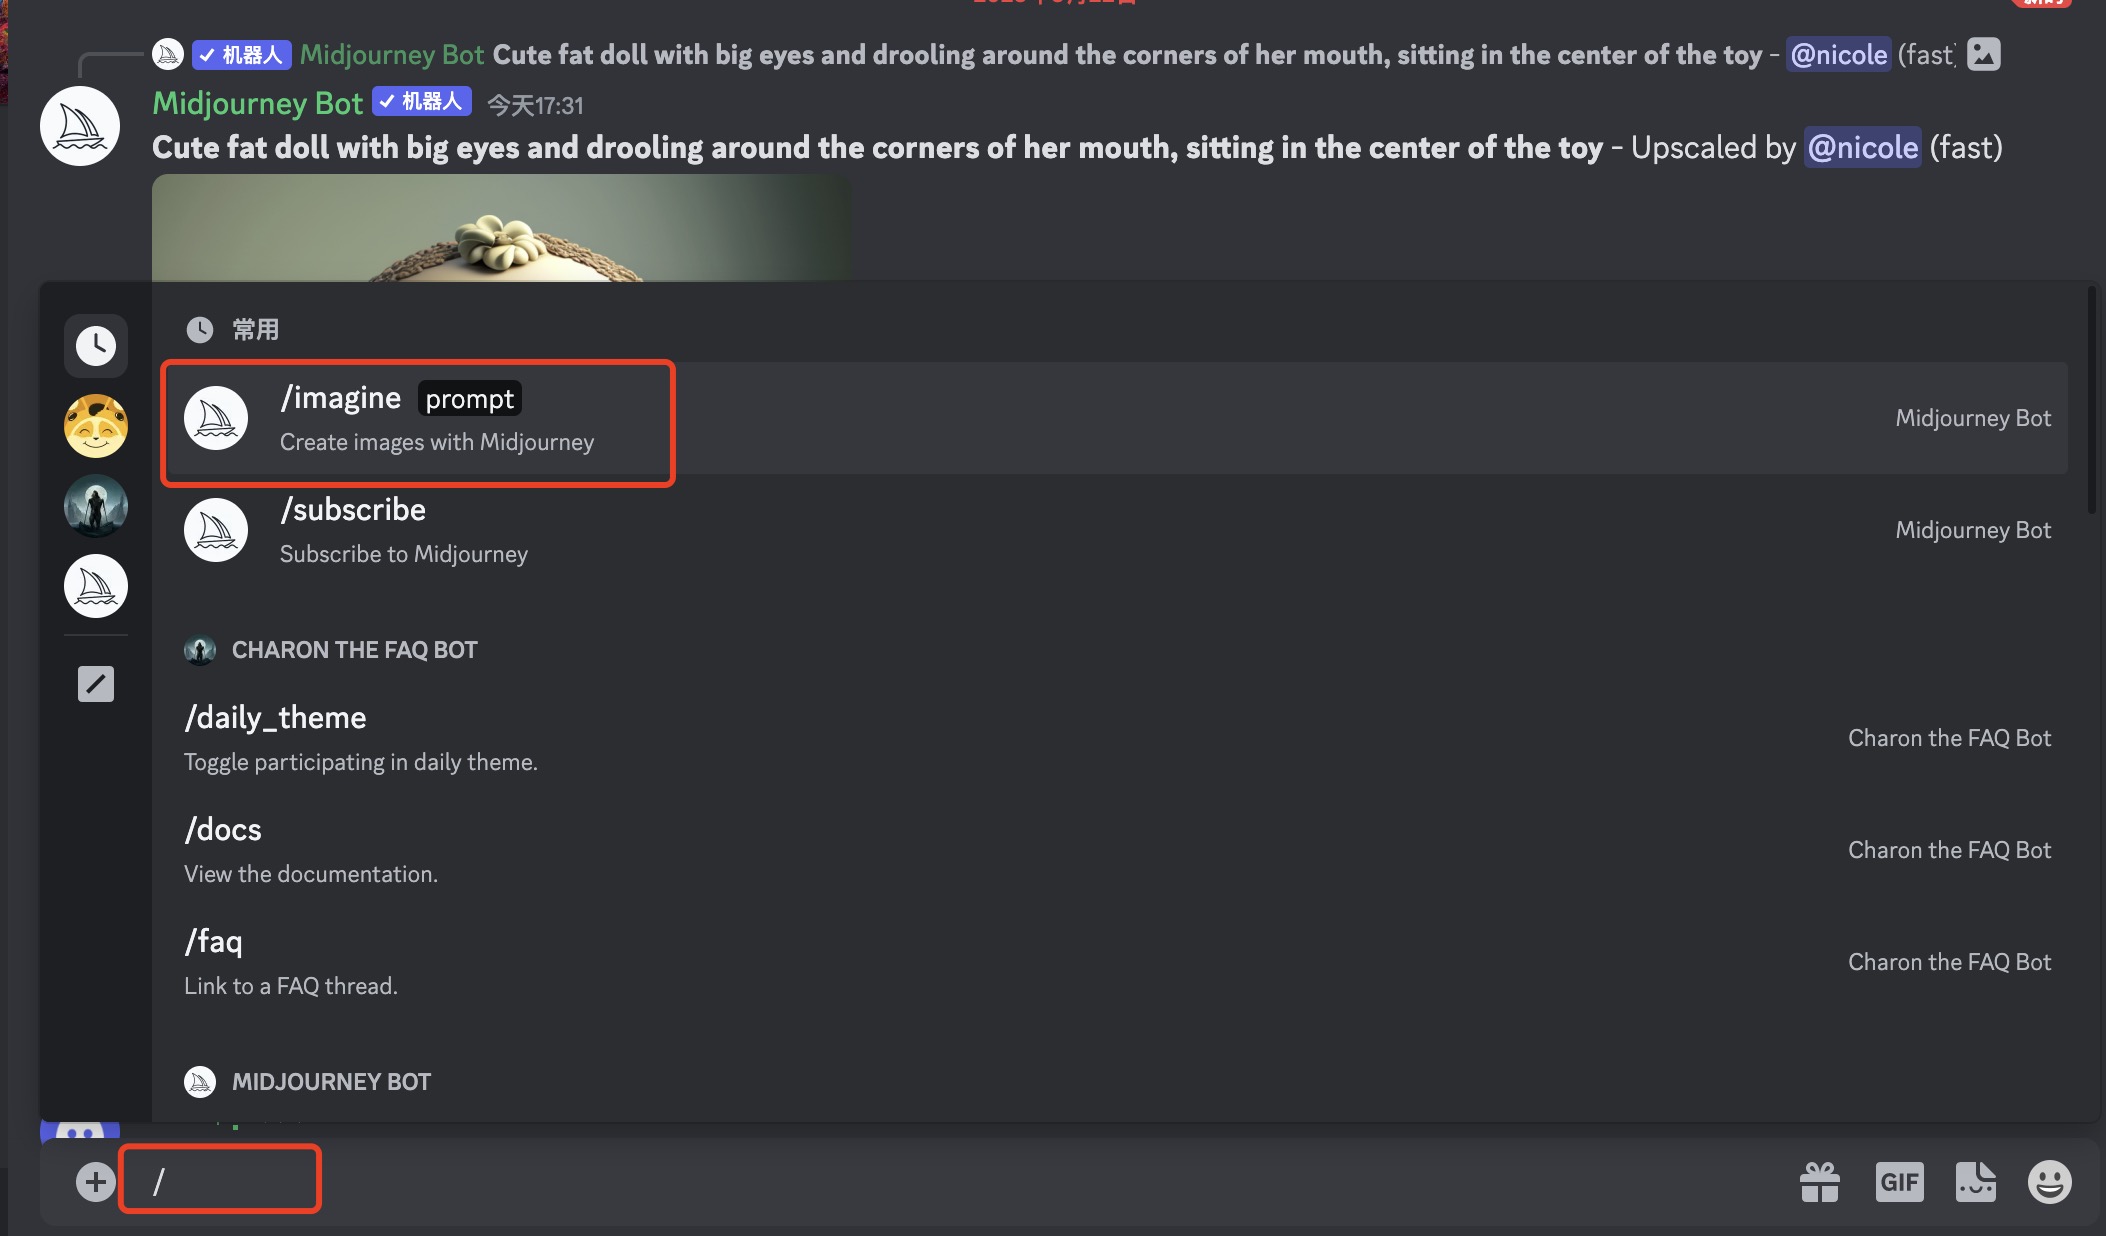 机器人 Midjourney Bot Cute fat doll with big eyes and drooling around the corners of her mouth, sitting in the center of the toy - @nicole (fast)
Midjourney Bot 机器人 今天17:31
Cute fat doll with big eyes and drooling around the corners of her mouth, sitting in the center of the toy - Upscaled by @nicole (fast)
常用
/imagine prompt
Create images with Midjourney
Midjourney Bot
/subscribe
Subscribe to Midjourney
Midjourney Bot
CHARON THE FAQ BOT
/daily_theme
Toggle participating in daily theme.
Charon the FAQ Bot
/docs
View the documentation.
Charon the FAQ Bot
/faq
Link to a FAQ thread.
Charon the FAQ Bot
MIDJOURNEY BOT
/
GIF